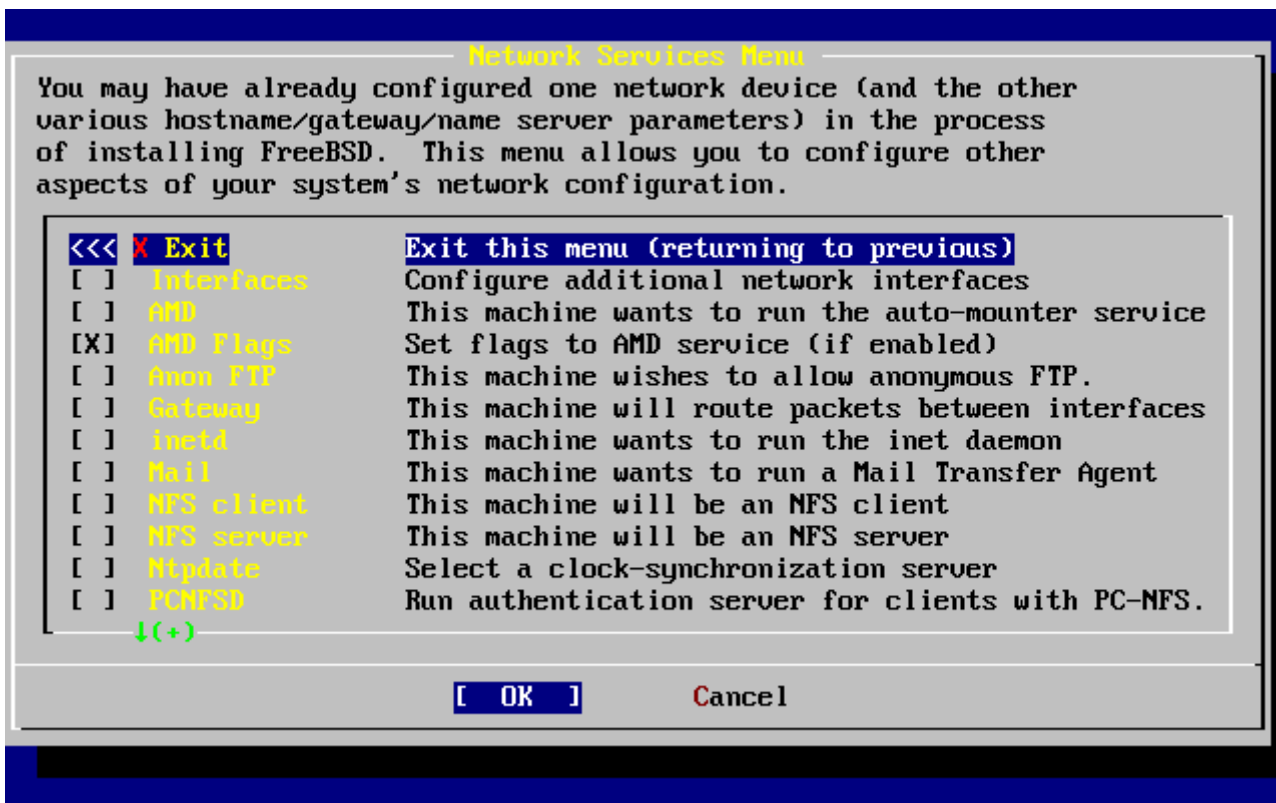 Network Services Menu
You may have already configured one network device (and the other
various hostname/gateway/name server parameters) in the process
of installing FreeBSD.  This menu allows you to configure other
aspects of your system's network configuration.
<<< X Exit Exit this menu (returning to previous)
[ ] Interfaces Configure additional network interfaces
[ ] AMD This machine wants to run the auto-mounter service
[X] AMD Flags Set flags to AMD service (if enabled)
[ ] Anon FTP This machine wishes to allow anonymous FTP.
[ ] Gateway This machine will route packets between interfaces
[ ] inetd This machine wants to run the inet daemon
[ ] Mail This machine wants to run a Mail Transfer Agent
[ ] NFS client This machine will be an NFS client
[ ] NFS server This machine will be an NFS server
[ ] Ntpdate Select a clock-synchronization server
[ ] PCNFSD Run authentication server for clients with PC-NFS.
↓(+)
[ OK ] Cancel